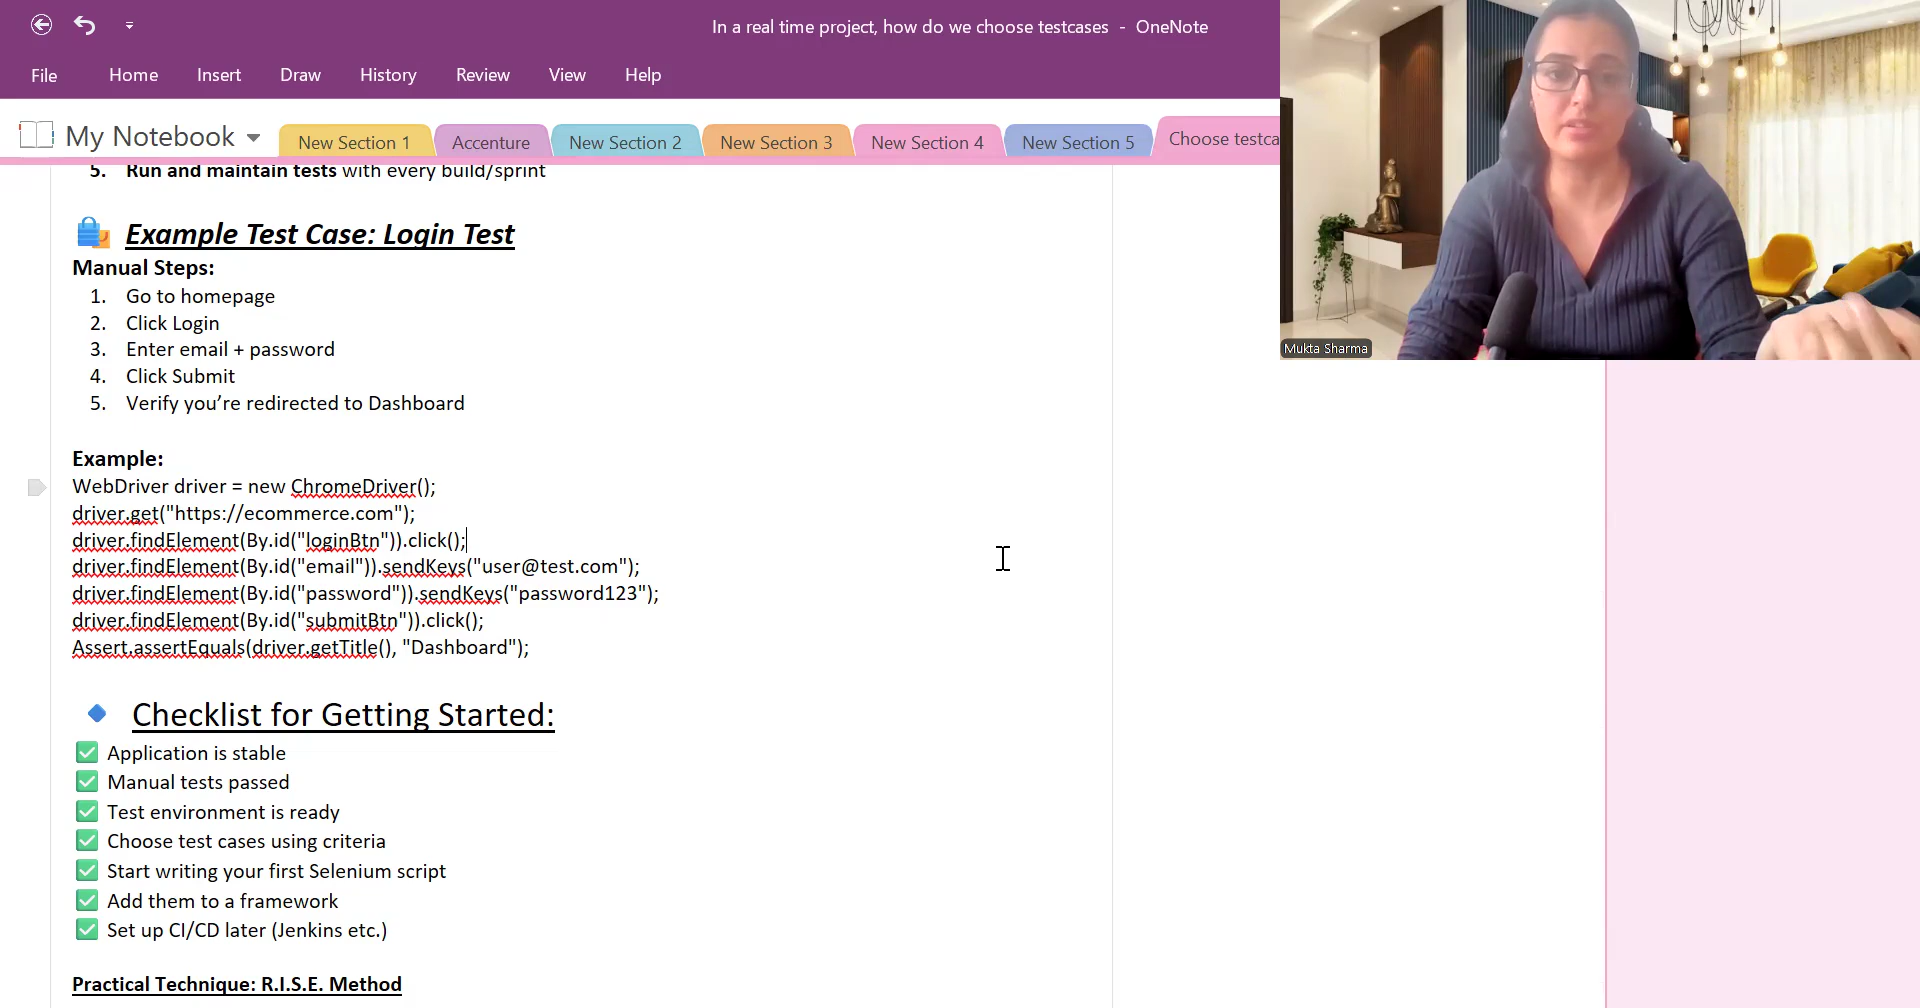 In a real time project, how do we choose testcases - OneNote
File Home Insert Draw History Review View Help
My Notebook New Section 1 Accenture New Section 2 New Section 3 New Section 4 New Section 5 Choose testca
5. Run and maintain tests with every build/sprint
Example Test Case: Login Test
Manual Steps:
1. Go to homepage
2. Click Login
3. Enter email + password
4. Click Submit
5. Verify you’re redirected to Dashboard
Example:
WebDriver driver = new ChromeDriver();
driver.get("https://ecommerce.com");
driver.findElement(By.id("loginBtn")).click();
driver.findElement(By.id("email")).sendKeys("user@test.com");
driver.findElement(By.id("password")).sendKeys("password123");
driver.findElement(By.id("submitBtn")).click();
Assert.assertEquals(driver.getTitle(), "Dashboard");
Checklist for Getting Started:
✅ Application is stable
✅ Manual tests passed
✅ Test environment is ready
✅ Choose test cases using criteria
✅ Start writing your first Selenium script
✅ Add them to a framework
✅ Set up CI/CD later (Jenkins etc.)
Practical Technique: R.I.S.E. Method
Mukta Sharma